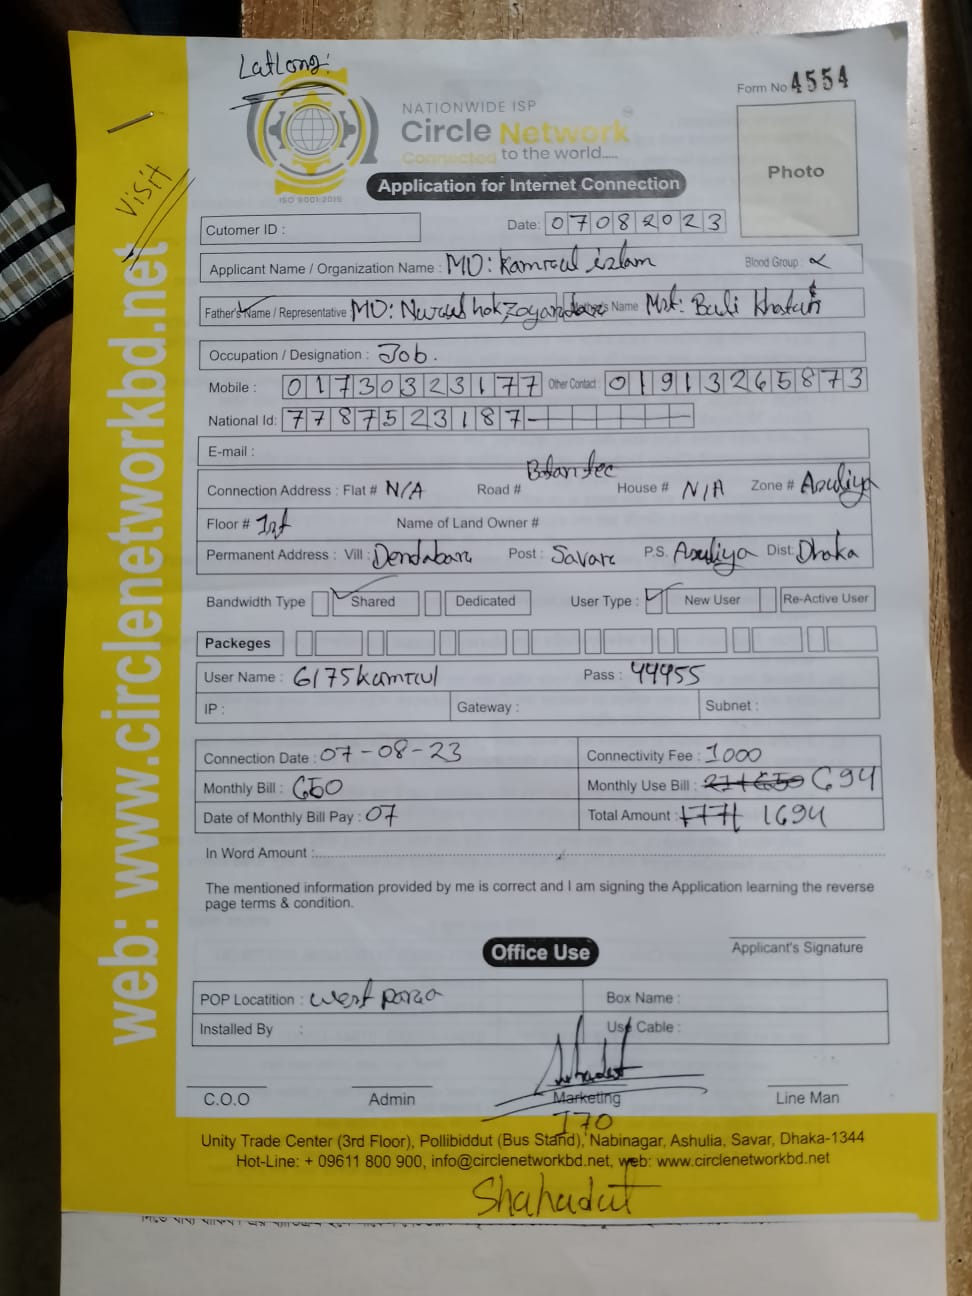 LatLong:
Form No 4554
NATIONWIDE ISP
Circle Network
Connected to the world.....
ISO 9001:2015
Photo
Application for Internet Connection
Visit
web: www.circlenetworkbd.net
Cutomer ID :
Date: 07082023
Applicant Name / Organization Name : MD: Kamrul islam Blood Group :
Father's Name / Representative MD: Nurul hok Name Mst: Bali Khatun
Occupation / Designation : Job.
Mobile : 01730323177 Other Contact : 01913265873
National Id: 7787523187-
E-mail :
Connection Address : Flat # N/A Road # House # N/A Zone # Asuliya
Floor # 1st Name of Land Owner #
Permanent Address : Vill : Dendabar Post : Savar P.S. Asuliya Dist: Dhaka
Bandwidth Type Shared Dedicated User Type : New User Re-Active User
Packeges
User Name : 6175kamrul Pass : 44455
IP : Gateway : Subnet :
Connection Date : 07-08-23 Connectivity Fee : 1000
Monthly Bill : 650 Monthly Use Bill : 694
Date of Monthly Bill Pay : 07 Total Amount : 1771 1694
In Word Amount :
The mentioned information provided by me is correct and I am signing the Application learning the reverse
page terms & condition.
Applicant's Signature
Office Use
POP Locatition : West para Box Name :
Installed By : Use Cable :
C.O.O Admin Marketing Line Man
170
Unity Trade Center (3rd Floor), Pollibiddut (Bus Stand), Nabinagar, Ashulia, Savar, Dhaka-1344
Hot-Line: + 09611 800 900, info@circlenetworkbd.net, web: www.circlenetworkbd.net
Shahadut